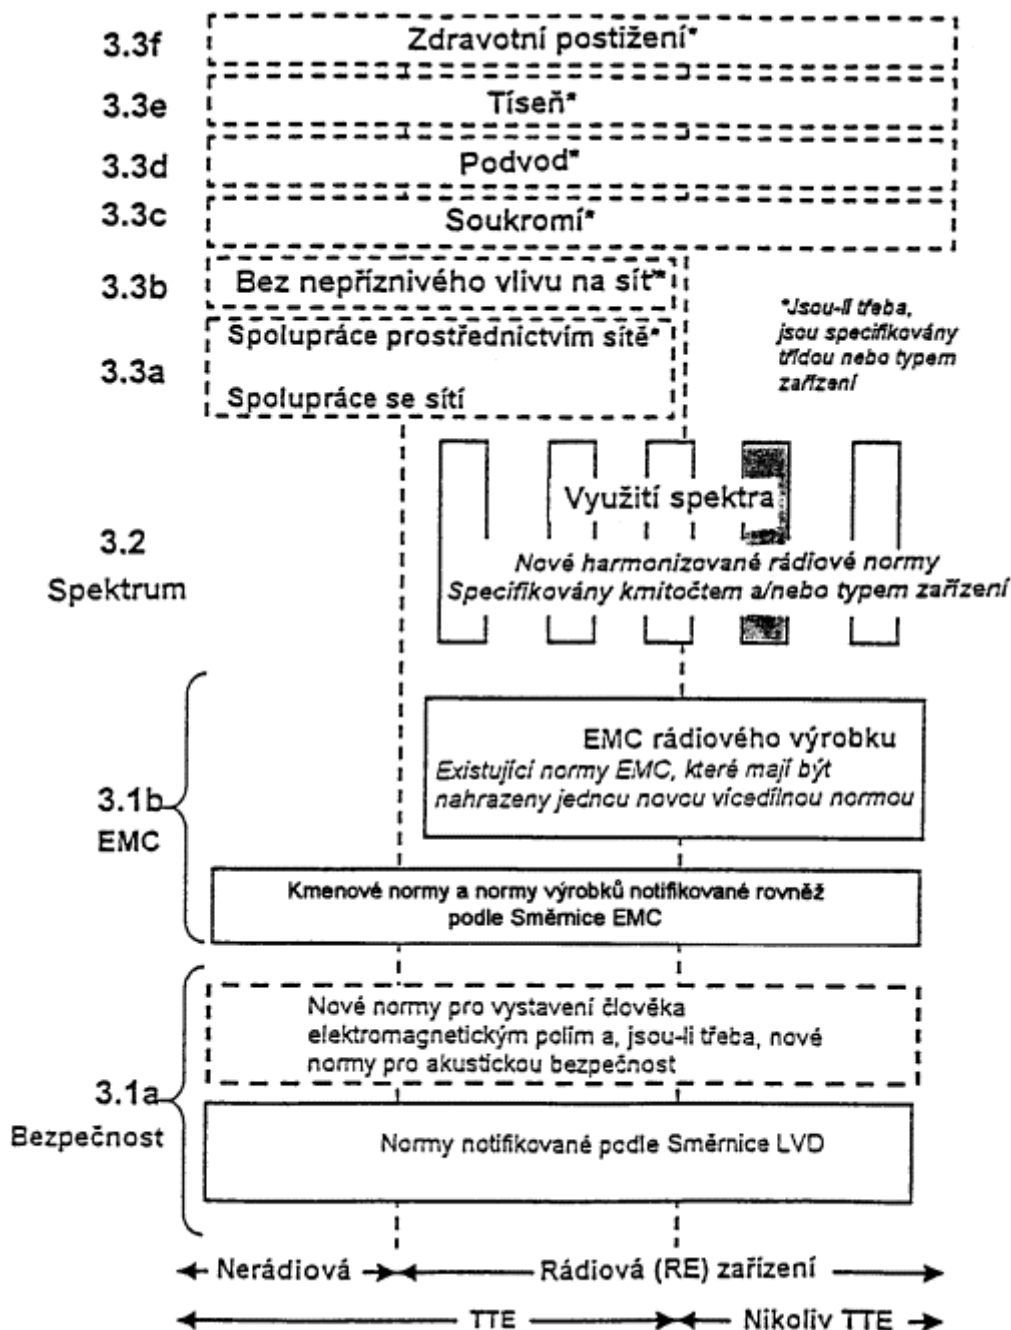 3.3f
Zdravotní postižení*
3.3e
Tíseň*
3.3d
Podvod*
3.3c
Soukromí*
3.3b
Bez nepříznivého vlivu na síť*
3.3a
Spolupráce prostřednictvím sítě*
Spolupráce se sítí
*Jsou-li třeba,
jsou specifikovány
třídou nebo typem
zařízení
3.2
Spektrum
Využití spektra
Nové harmonizované rádiové normy
Specifikovány kmitočtem a/nebo typem zařízení
3.1b
EMC
EMC rádiového výrobku
Existující normy EMC, které mají být
nahrazeny jednou novou vícedílnou normou
Kmenové normy a normy výrobků notifikované rovněž
podle Směrnice EMC
3.1a
Bezpečnost
Nové normy pro vystavení člověka
elektromagnetickým polím a, jsou-li třeba, nové
normy pro akustickou bezpečnost
Normy notifikované podle Směrnice LVD
Nerádiová
Rádiová (RE) zařízení
TTE
Nikoliv TTE